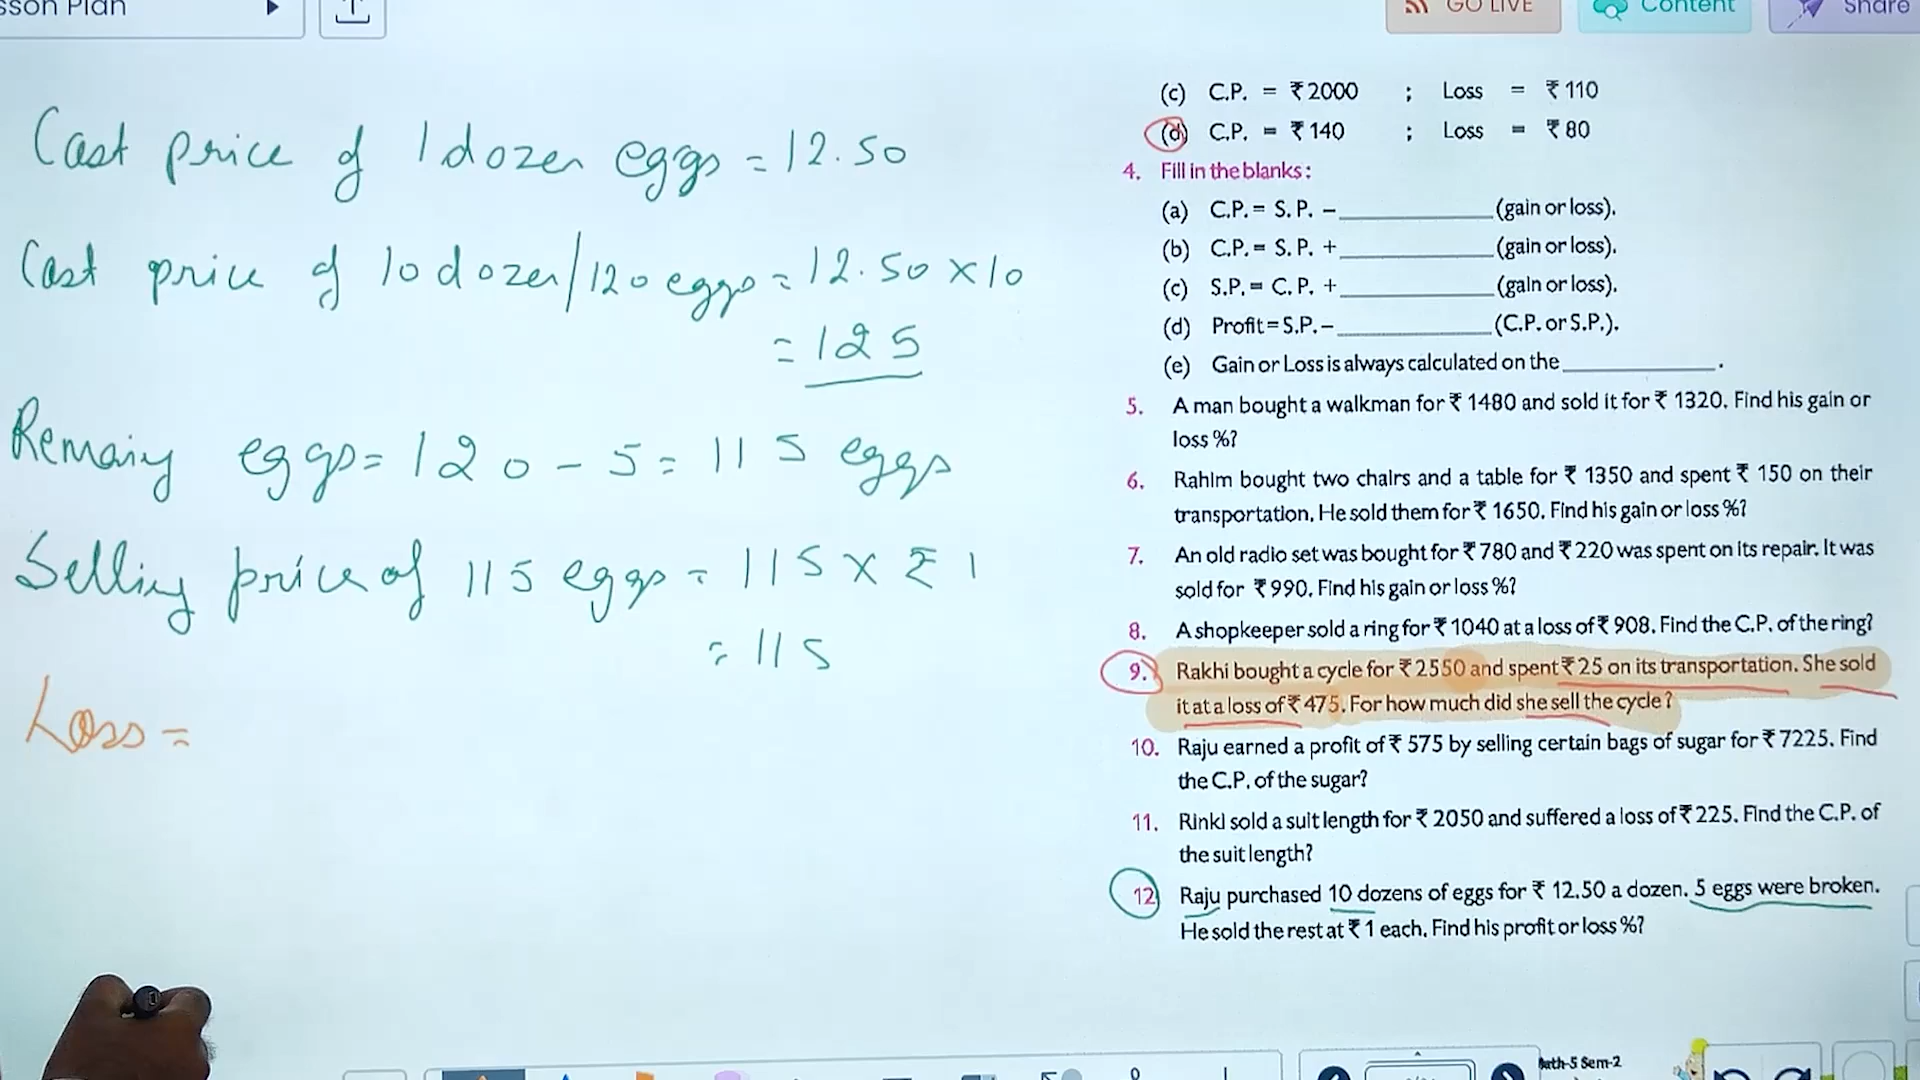 sson Plan
GO LIVE
Content
Share
Cast price of 1 dozen eggs = 12.50
Cast price of 10 dozen/120 eggs = 12.50 × 10
= 125
Remaing eggs = 120 - 5 = 115 eggs
Selling price of 115 eggs = 115 × ₹ 1
= 115
Loss =
(c) C.P. = ₹ 2000 ; Loss = ₹ 110
(d) C.P. = ₹ 140 ; Loss = ₹ 80
4. Fill in the blanks :
(a) C.P. = S. P. – ____________ (gain or loss).
(b) C.P. = S. P. + ____________ (gain or loss).
(c) S.P. = C. P. + ____________ (gain or loss).
(d) Profit = S.P. – ____________ (C.P. or S.P.).
(e) Gain or Loss is always calculated on the ____________ .
5. A man bought a walkman for ₹ 1480 and sold it for ₹ 1320. Find his gain or
loss %?
6. Rahim bought two chairs and a table for ₹ 1350 and spent ₹ 150 on their
transportation. He sold them for ₹ 1650. Find his gain or loss %?
7. An old radio set was bought for ₹ 780 and ₹ 220 was spent on its repair. It was
sold for ₹ 990. Find his gain or loss %?
8. A shopkeeper sold a ring for ₹ 1040 at a loss of ₹ 908. Find the C.P. of the ring?
9. Rakhi bought a cycle for ₹ 2550 and spent ₹ 25 on its transportation. She sold
it at a loss of ₹ 475. For how much did she sell the cycle ?
10. Raju earned a profit of ₹ 575 by selling certain bags of sugar for ₹ 7225. Find
the C.P. of the sugar?
11. Rinki sold a suit length for ₹ 2050 and suffered a loss of ₹ 225. Find the C.P. of
the suit length?
12 Raju purchased 10 dozens of eggs for ₹ 12.50 a dozen. 5 eggs were broken.
He sold the rest at ₹ 1 each. Find his profit or loss %?
ath-5 Sem-2